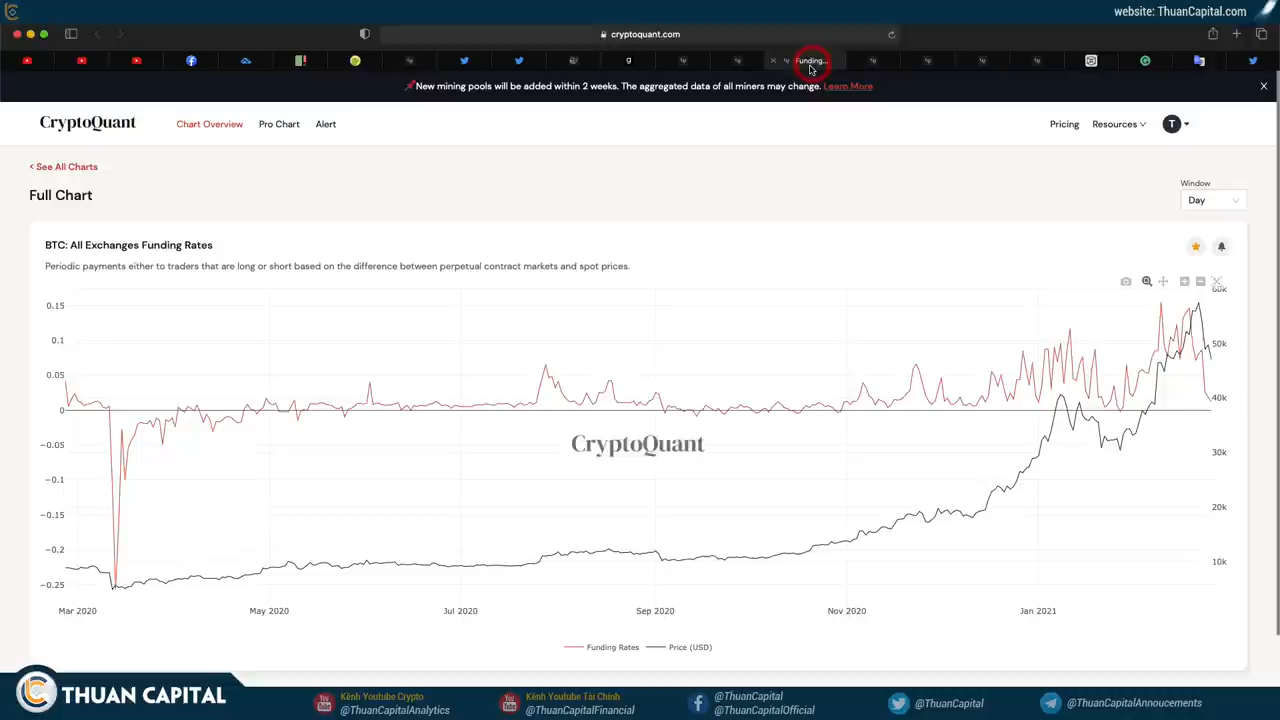 website: ThuanCapital.com
cryptoquant.com
Funding...
New mining pools will be added within 2 weeks. The aggregated data of all miners may change. Learn More
CryptoQuant
Chart Overview
Pro Chart
Alert
Pricing
Resources
T
< See All Charts
Full Chart
Window
Day
BTC: All Exchanges Funding Rates
Periodic payments either to traders that are long or short based on the difference between perpetual contract markets and spot prices.
0.15
0.1
0.05
0
−0.05
−0.1
−0.15
−0.2
−0.25
60k
50k
40k
30k
20k
10k
CryptoQuant
Mar 2020
May 2020
Jul 2020
Sep 2020
Nov 2020
Jan 2021
Funding Rates
Price (USD)
THUAN CAPITAL
Kênh Youtube Crypto
@ThuanCapitalAnalytics
Kênh Youtube Tài Chính
@ThuanCapitalFinancial
@ThuanCapital
@ThuanCapitalOfficial
@ThuanCapital
@ThuanCapitalAnnoucements